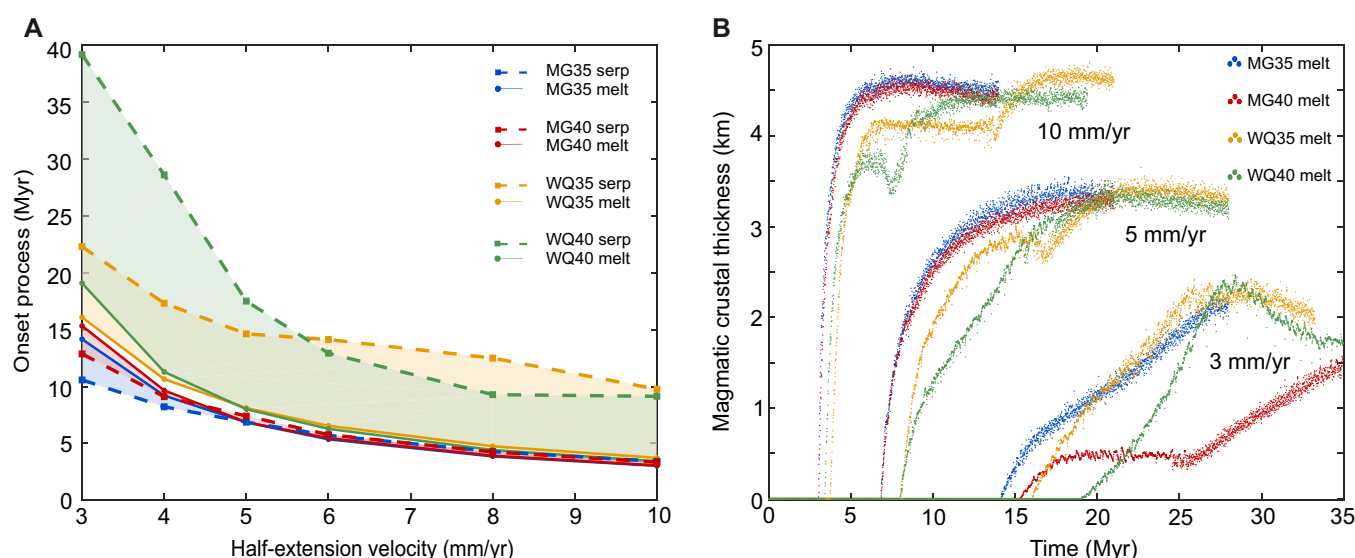 A
Onset process (Myr)
40
35
30
25
20
15
10
5
0
3 4 5 6 7 8 9 10
Half-extension velocity (mm/yr)
MG35 serp
MG35 melt
MG40 serp
MG40 melt
WQ35 serp
WQ35 melt
WQ40 serp
WQ40 melt
B
Magmatic crustal thickness (km)
5
4
3
2
1
0
0 5 10 15 20 25 30 35
Time (Myr)
MG35 melt
MG40 melt
WQ35 melt
WQ40 melt
10 mm/yr
5 mm/yr
3 mm/yr